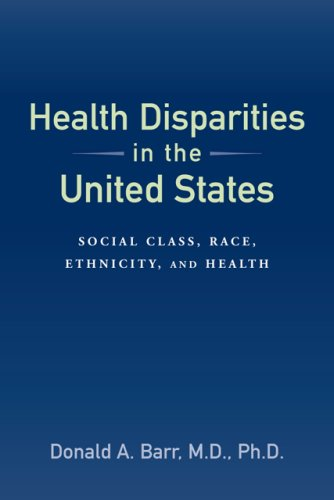 Health Disparities
in the
United States
SOCIAL CLASS, RACE,
ETHNICITY, AND HEALTH
Donald A. Barr, M.D., Ph.D.